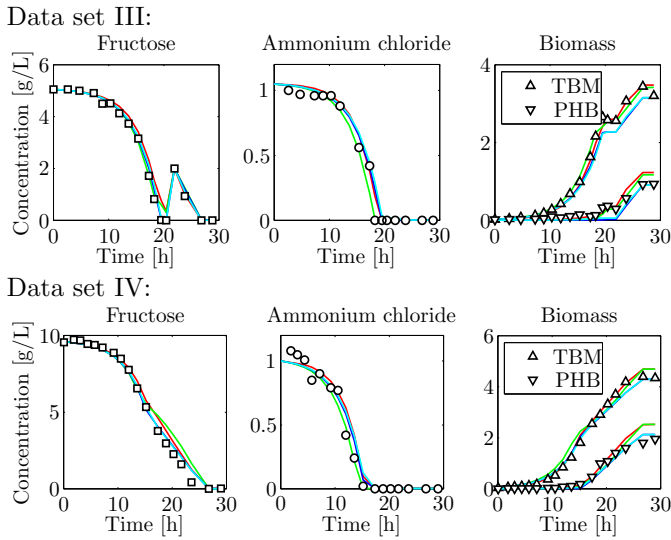 Data set III:
Fructose
Ammonium chloride
Biomass
Concentration [g/L]
6
4
2
0
0 10 20 30
Time [h]
1
0.5
0
0 10 20 30
Time [h]
4
2
0
0 10 20 30
Time [h]
TBM
PHB
Data set IV:
Fructose
Ammonium chloride
Biomass
Concentration [g/L]
10
5
0
0 10 20 30
Time [h]
1
0.5
0
0 10 20 30
Time [h]
6
4
2
0
0 10 20 30
Time [h]
TBM
PHB